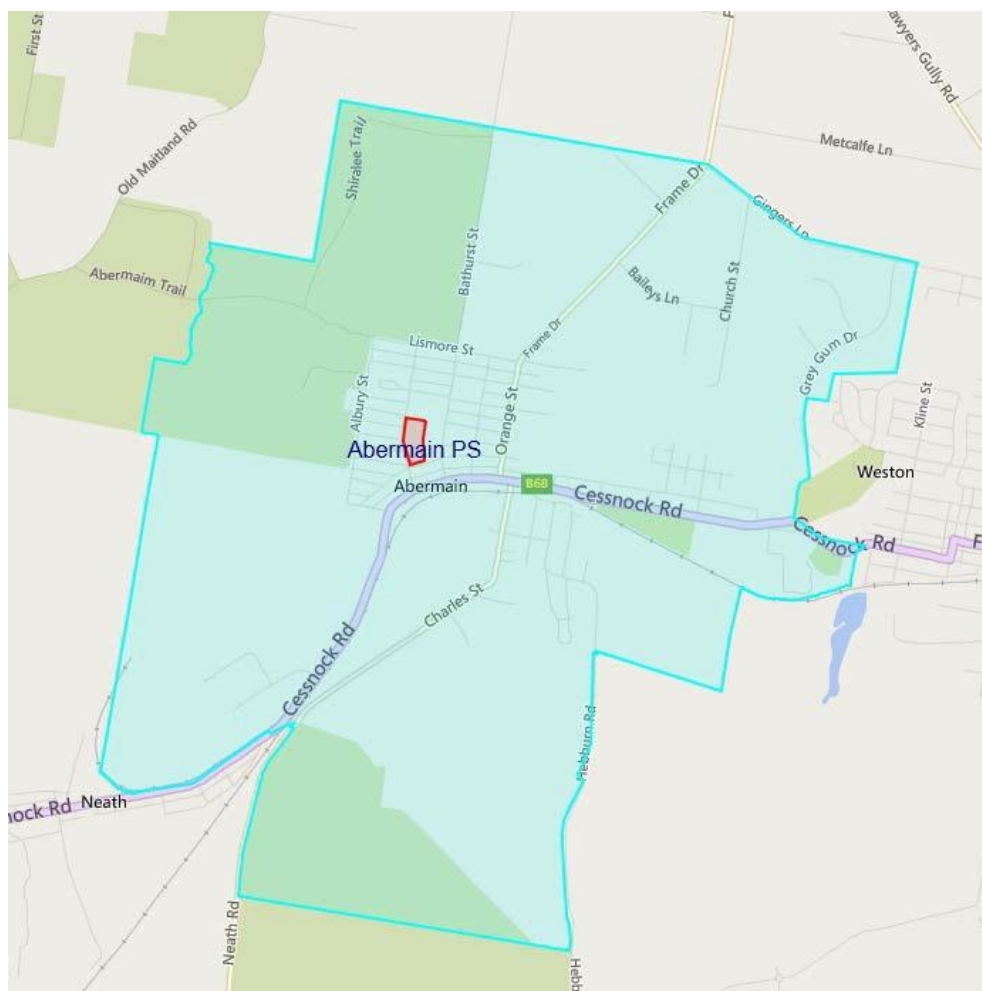 First St
Old Maitland Rd
Shiralee Trail
Sawyers Gully Rd
Metcalfe Ln
Frame Dr
Gingers Ln
Abermaim Trail
Bathurst St
Baileys Ln
Church St
Lismore St
Frame Dr
Grey Gum Dr
Albury St
Orange St
Kline St
Abermain PS
Abermain
B68
Cessnock Rd
Weston
Cessnock Rd
F
Charles St
Cessnock Rd
Hebburn Rd
Neath
nock Rd
Neath Rd
Hebb